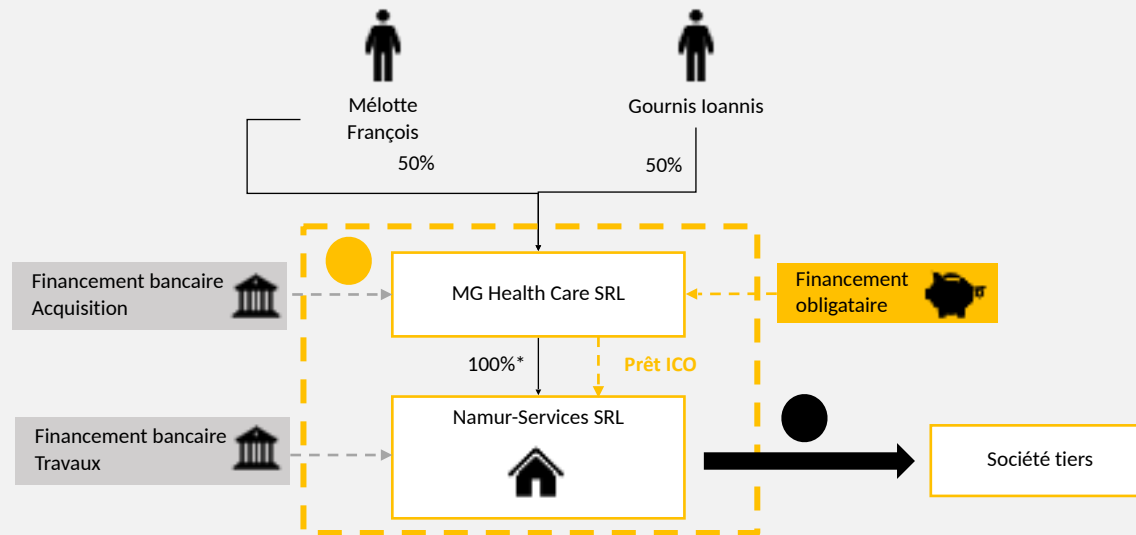 Mélotte
François
50%
Gournis Ioannis
50%
Financement bancaire
Acquisition
MG Health Care SRL
Financement
obligataire
100%*
Prêt ICO
Namur-Services SRL
Financement bancaire
Travaux
Société tiers